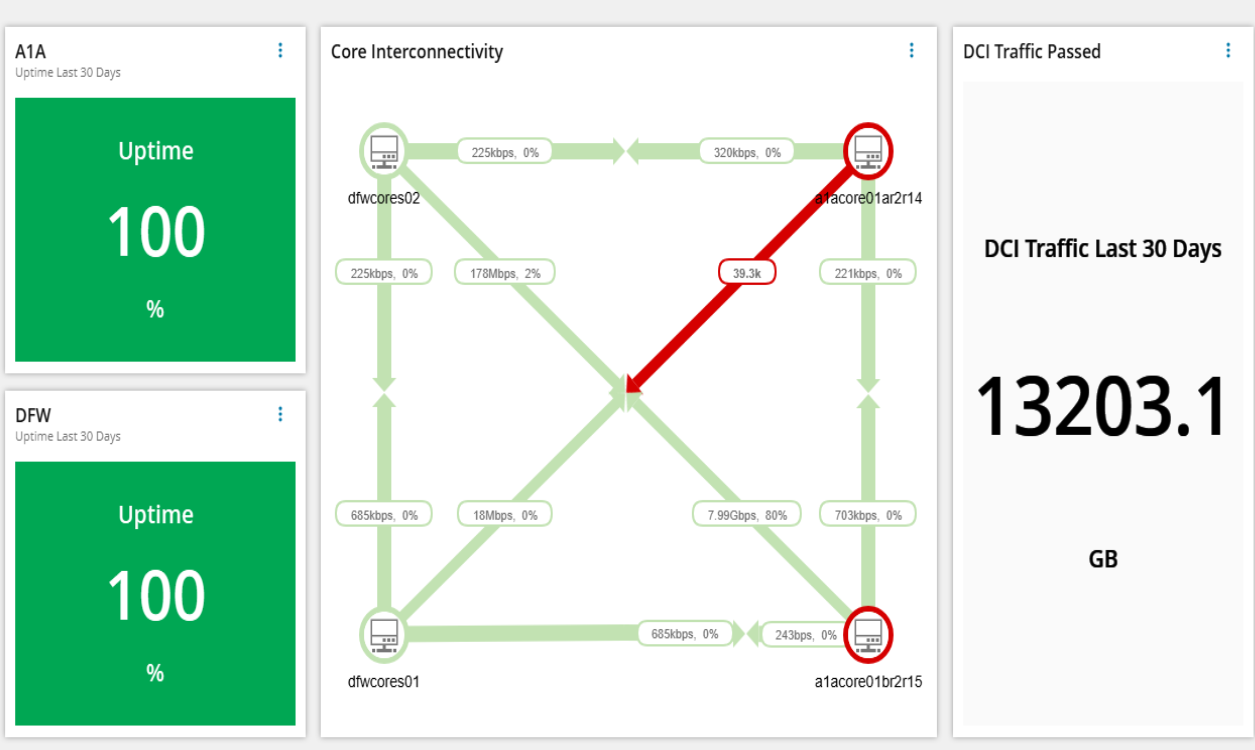 A1A
Uptime Last 30 Days
Uptime
100
%
DFW
Uptime Last 30 Days
Uptime
100
%
Core Interconnectivity
225kbps, 0%
320kbps, 0%
dfwcores02
a1acore01ar2r14
225kbps, 0%
178Mbps, 2%
39.3k
221kbps, 0%
685kbps, 0%
18Mbps, 0%
7.99Gbps, 80%
703kbps, 0%
685kbps, 0%
243bps, 0%
dfwcores01
a1acore01br2r15
DCI Traffic Passed
DCI Traffic Last 30 Days
13203.1
GB